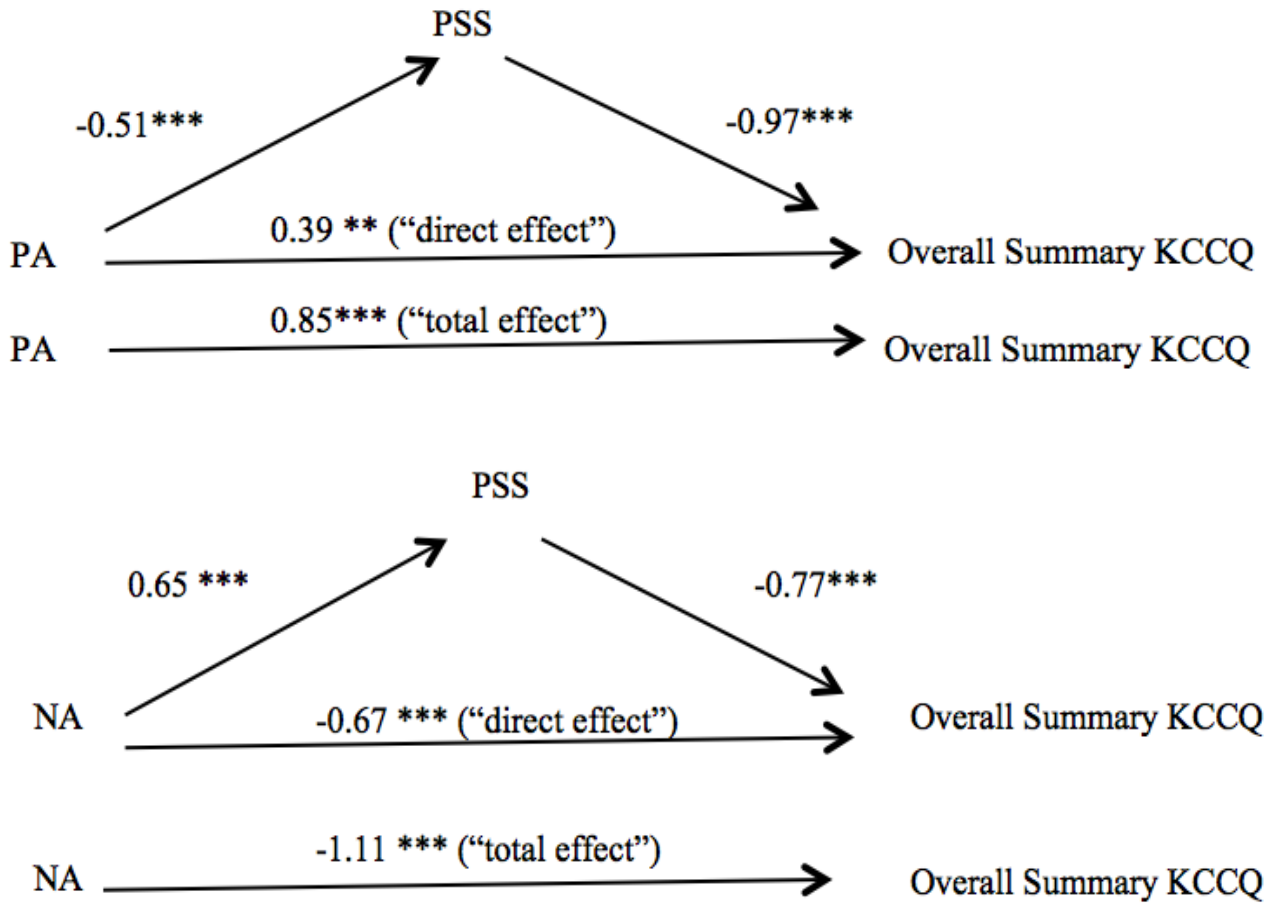 PSS
-0.51***
-0.97***
0.39 ** (“direct effect”)
PA
Overall Summary KCCQ
0.85*** (“total effect”)
PA
Overall Summary KCCQ
PSS
0.65 ***
-0.77***
NA
-0.67 *** (“direct effect”)
Overall Summary KCCQ
-1.11 *** (“total effect”)
NA
Overall Summary KCCQ